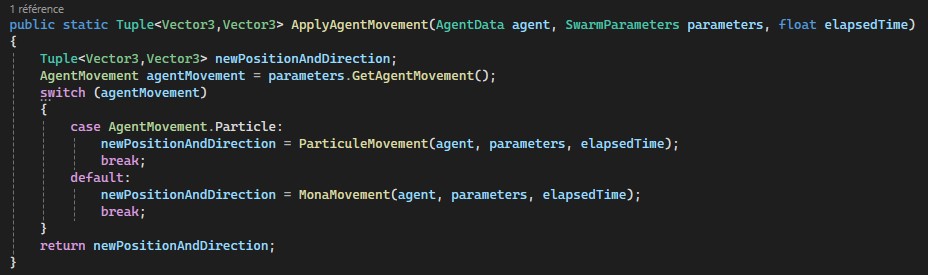 1 référence
public static Tuple<Vector3,Vector3> ApplyAgentMovement(AgentData agent, SwarmParameters parameters, float elapsedTime)
{
    Tuple<Vector3,Vector3> newPositionAndDirection;
    AgentMovement agentMovement = parameters.GetAgentMovement();
    switch (agentMovement)
    {
        case AgentMovement.Particle:
            newPositionAndDirection = ParticuleMovement(agent, parameters, elapsedTime);
            break;
        default:
            newPositionAndDirection = MonaMovement(agent, parameters, elapsedTime);
            break;
    }
    return newPositionAndDirection;
}